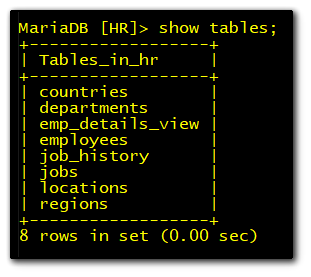 MariaDB [HR]> show tables;
+------------------+
| Tables_in_hr     |
+------------------+
| countries        |
| departments      |
| emp_details_view |
| employees        |
| job_history      |
| jobs             |
| locations        |
| regions          |
+------------------+
8 rows in set (0.00 sec)